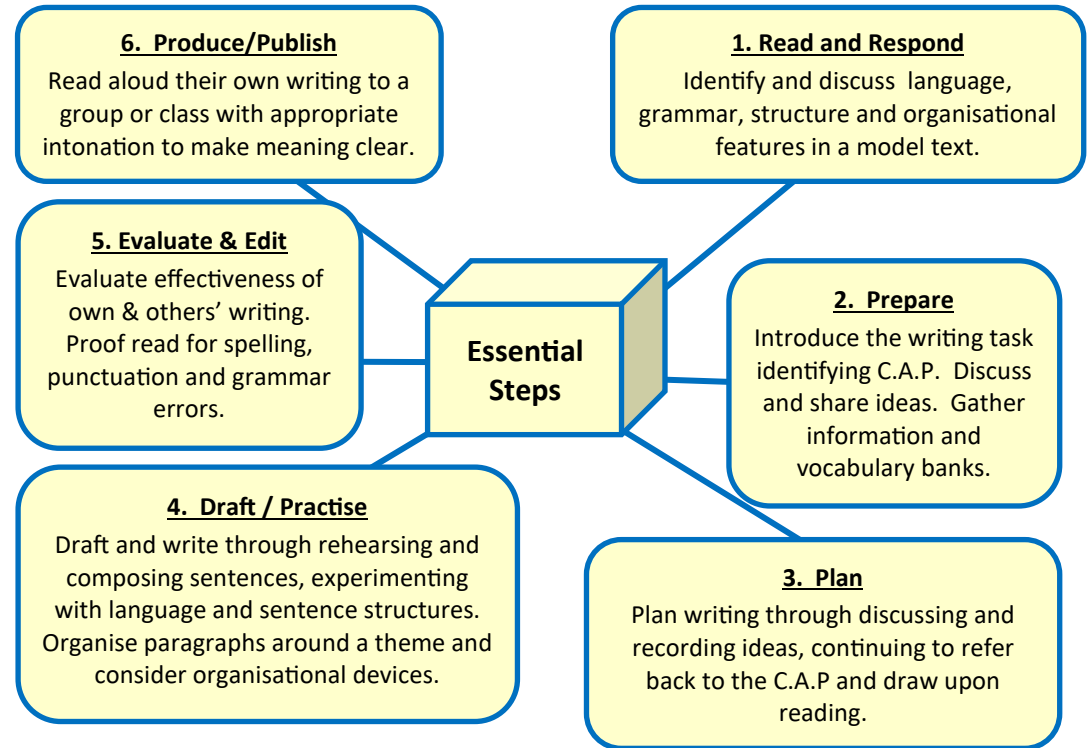 6. Produce/Publish
Read aloud their own writing to a
group or class with appropriate
intonation to make meaning clear.
1. Read and Respond
Identify and discuss language,
grammar, structure and organisational
features in a model text.
5. Evaluate & Edit
Evaluate effectiveness of
own & others’ writing.
Proof read for spelling,
punctuation and grammar
errors.
Essential
Steps
2. Prepare
Introduce the writing task
identifying C.A.P. Discuss
and share ideas. Gather
information and
vocabulary banks.
4. Draft / Practise
Draft and write through rehearsing and
composing sentences, experimenting
with language and sentence structures.
Organise paragraphs around a theme and
consider organisational devices.
3. Plan
Plan writing through discussing and
recording ideas, continuing to refer
back to the C.A.P and draw upon
reading.